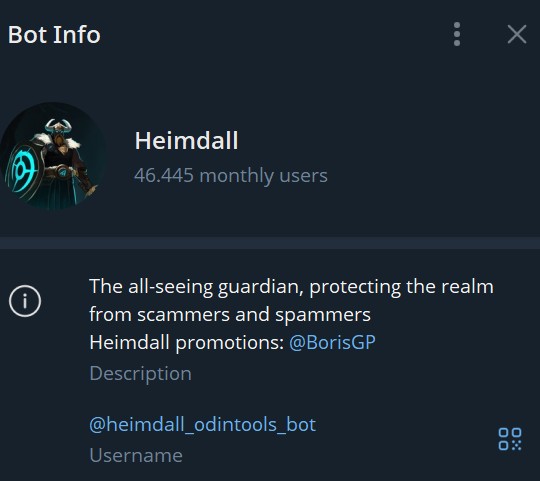 Bot Info
Heimdall
46.445 monthly users
The all-seeing guardian, protecting the realm
from scammers and spammers
Heimdall promotions: @BorisGP
Description
@heimdall_odintools_bot
Username